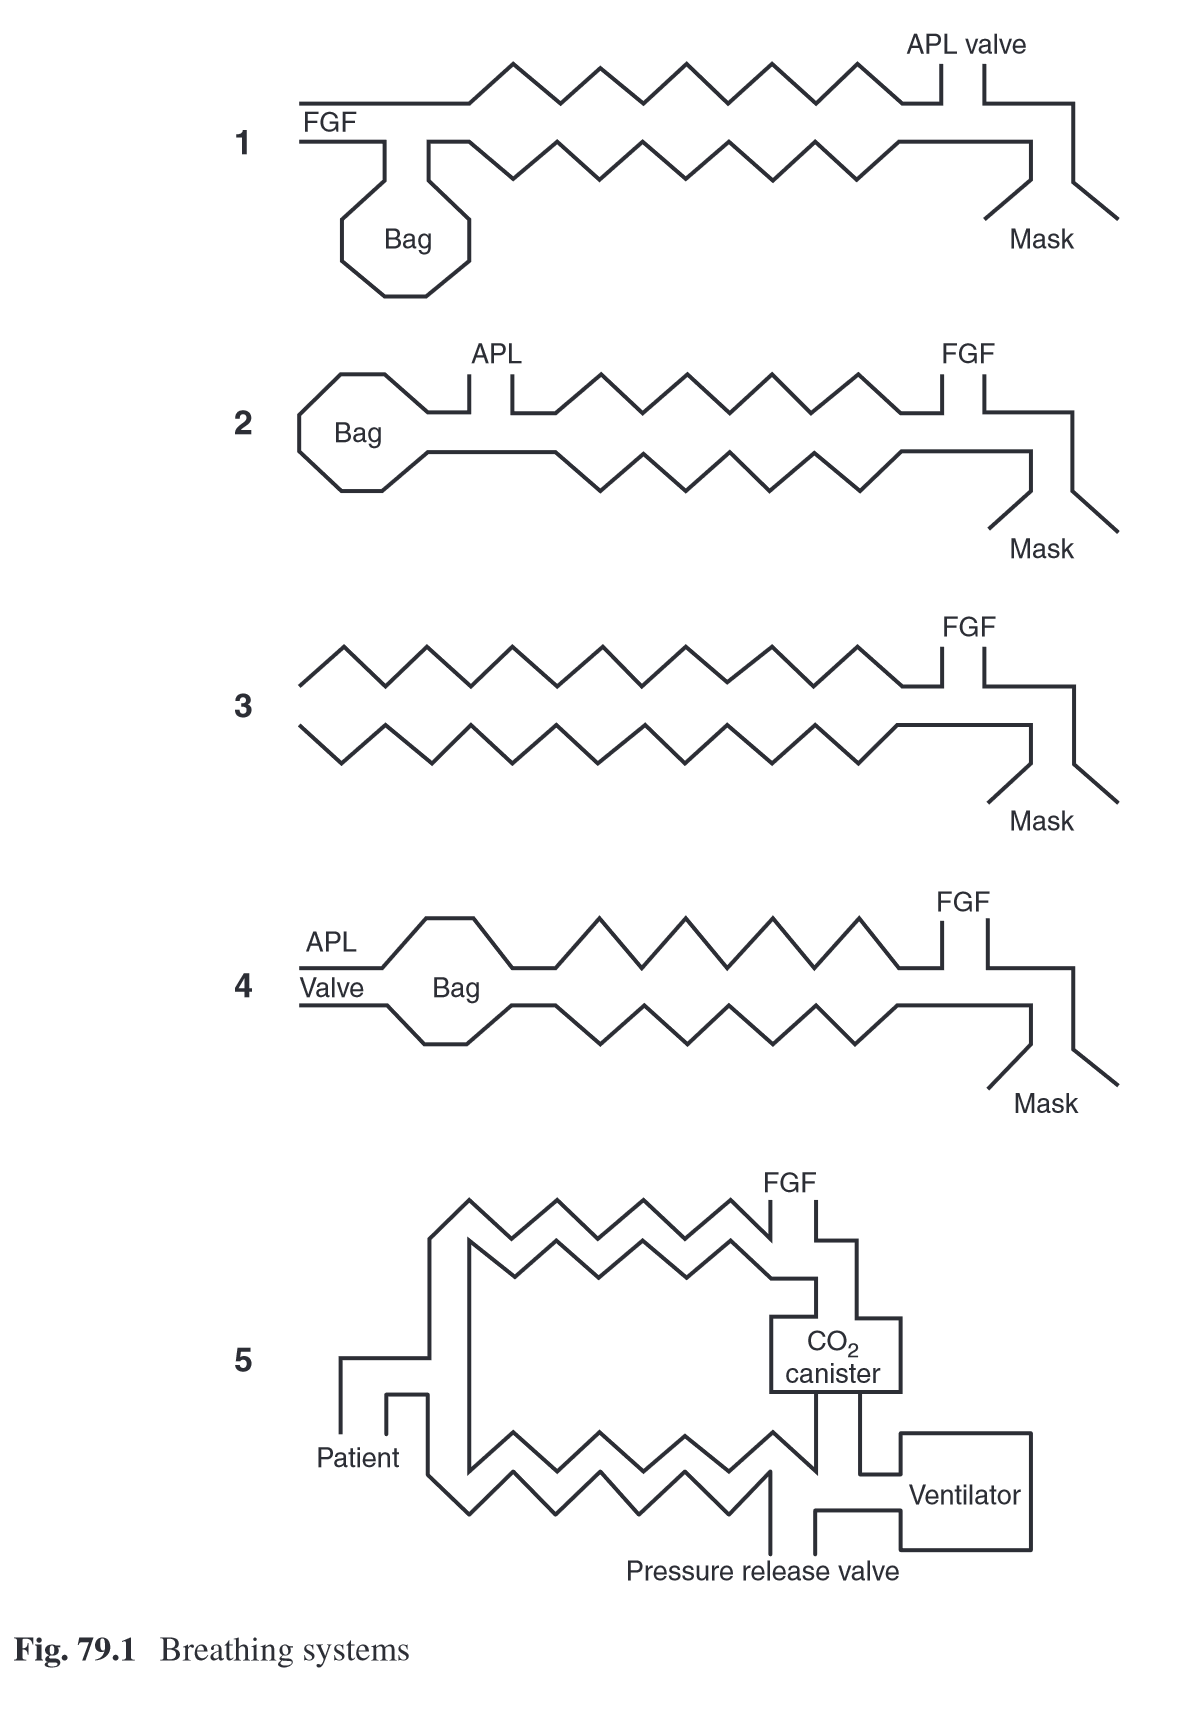 APL valve
FGF
1
Bag
Mask
APL
FGF
2
Bag
Mask
FGF
3
Mask
FGF
APL
4
Valve
Bag
Mask
FGF
CO2
canister
5
Patient
Ventilator
Pressure release valve
Fig. 79.1 Breathing systems